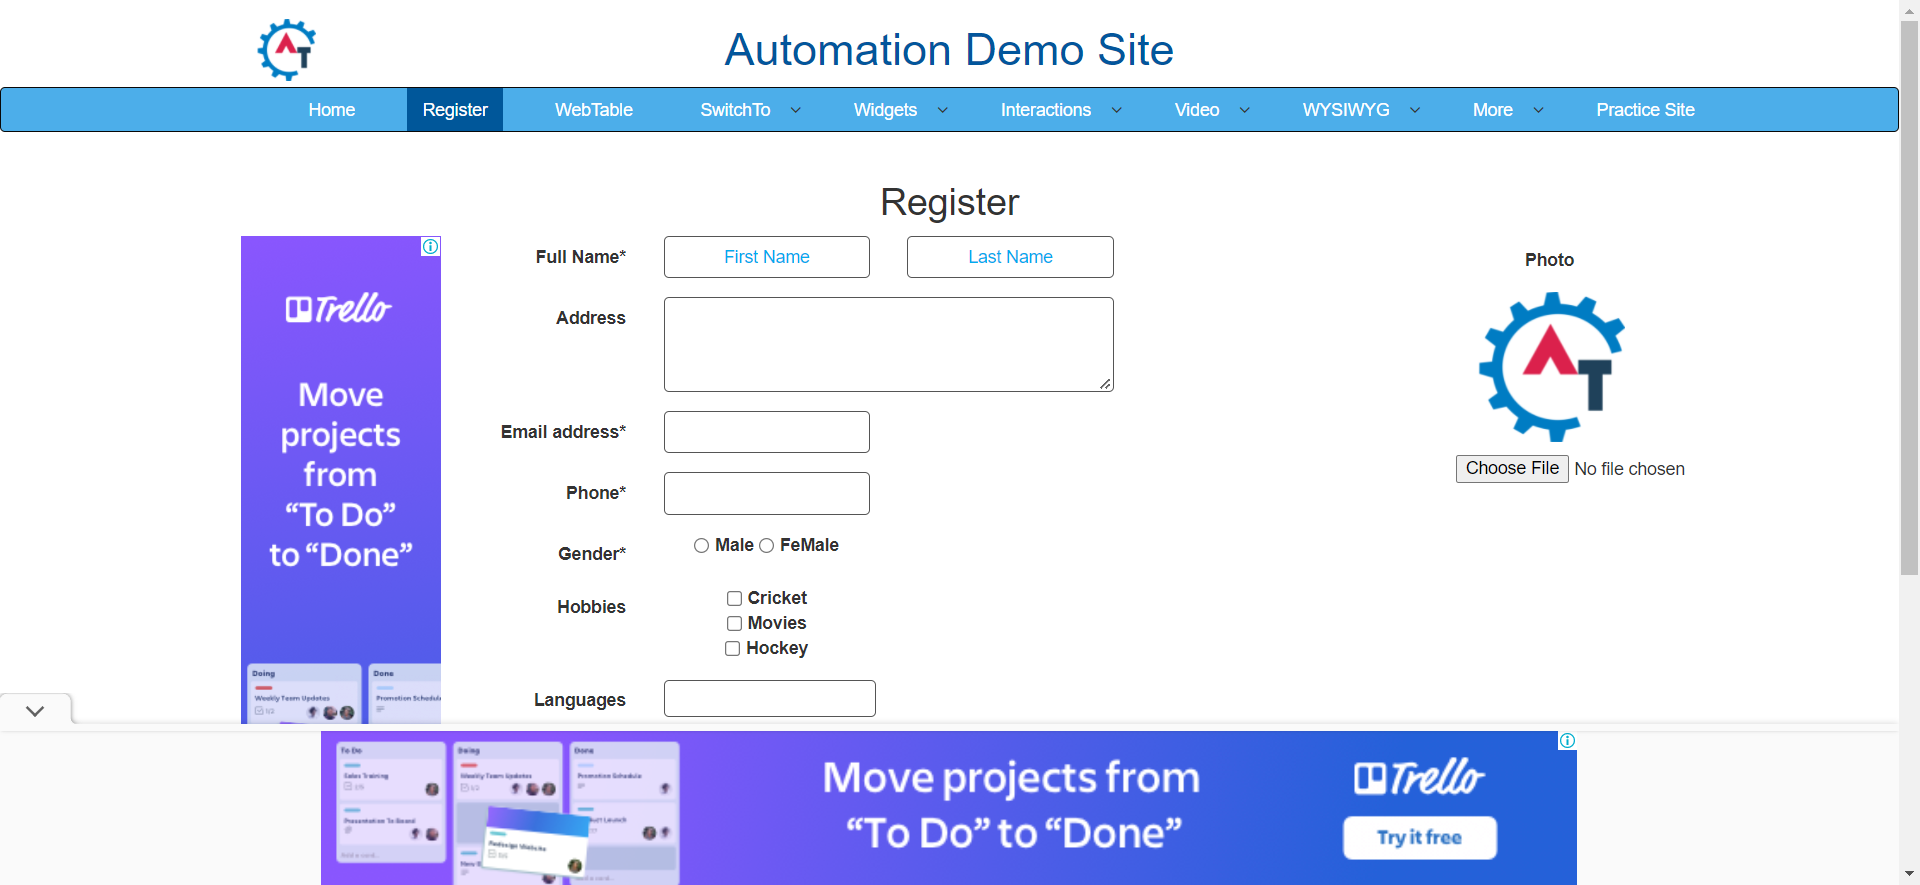 AT
Automation Demo Site
Home Register WebTable SwitchTo Widgets Interactions Video WYSIWYG More Practice Site
Register
Full Name* First Name Last Name
Photo
Address
AT
Email address*
Choose File No file chosen
Phone*
Gender* Male FeMale
Hobbies Cricket
Movies
Hockey
Languages
Trello
Move
projects
from
“To Do”
to “Done”
Doing Done
Weekly Team Updates Promotion Schedule
1/3
To Do Doing Done
Sales Training Weekly Team Updates Promotion Schedule
Presentation To Board
Redesign Website
Move projects from
“To Do” to “Done”
Trello
Try it free